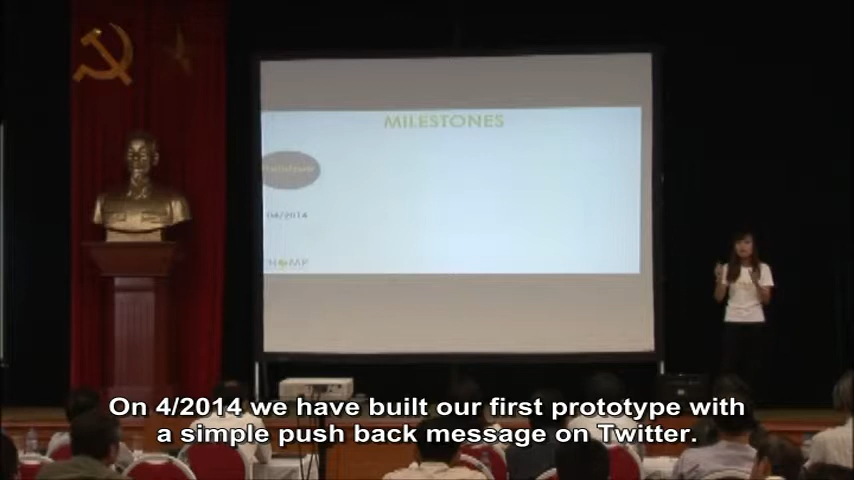 MILESTONES
Prototype
04/2014
On 4/2014 we have built our first prototype with
a simple push back message on Twitter.